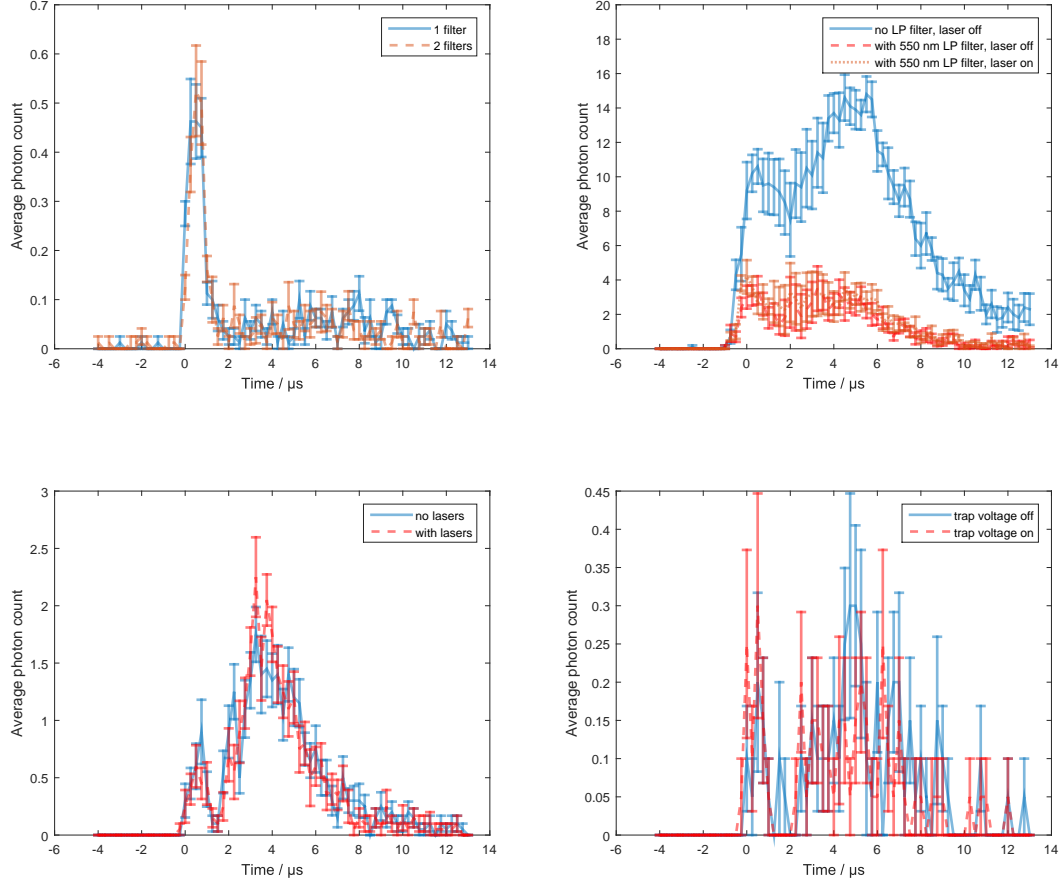 0.7
0.6
0.5
0.4
0.3
0.2
0.1
0
-6 -4 -2 0 2 4 6 8 10 12 14
Time / µs
Average photon count
1 filter
2 filters
20
18
16
14
12
10
8
6
4
2
0
-6 -4 -2 0 2 4 6 8 10 12 14
Time / µs
Average photon count
no LP filter, laser off
with 550 nm LP filter, laser off
with 550 nm LP filter, laser on
3
2.5
2
1.5
1
0.5
0
-6 -4 -2 0 2 4 6 8 10 12 14
Time / µs
Average photon count
no lasers
with lasers
0.45
0.4
0.35
0.3
0.25
0.2
0.15
0.1
0.05
0
-6 -4 -2 0 2 4 6 8 10 12 14
Time / µs
Average photon count
trap voltage off
trap voltage on